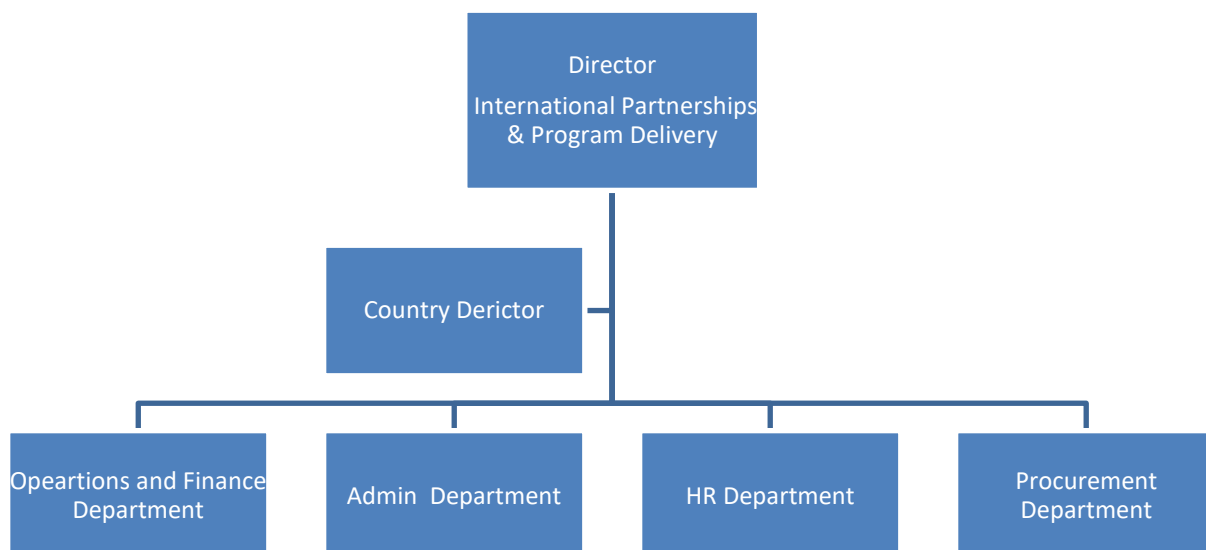 Director
International Partnerships
& Program Delivery
Country Derictor
Opeartions and Finance
Department
Admin  Department
HR Department
Procurement
Department